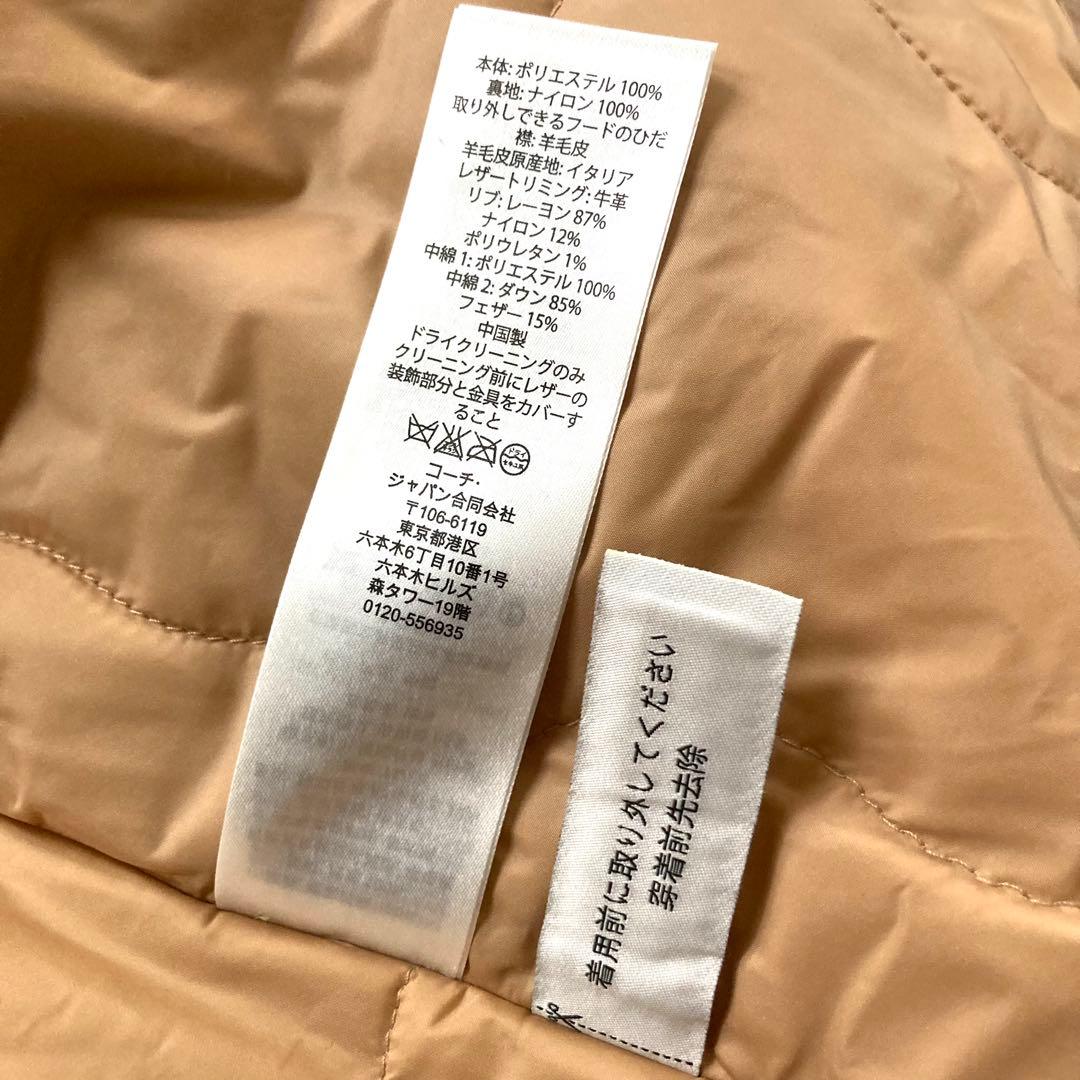 本体: ポリエステル 100%
裏地: ナイロン 100%
取り外しできるフードのひだ
襟: 羊毛皮
羊毛皮原産地: イタリア
レザートリミング: 牛革
リブ: レーヨン 87%
ナイロン 12%
ポリウレタン 1%
中綿 1: ポリエステル 100%
中綿 2: ダウン 85%
フェザー 15%
中国製
ドライクリーニングのみ
クリーニング前にレザーの
装飾部分と金具をカバーす
ること
ドライ
セキユ系
コーチ・
ジャパン合同会社
〒106-6119
東京都港区
六本木6丁目10番1号
六本木ヒルズ
森タワー19階
0120-556935
着用前に取り外してください
穿着前先去除